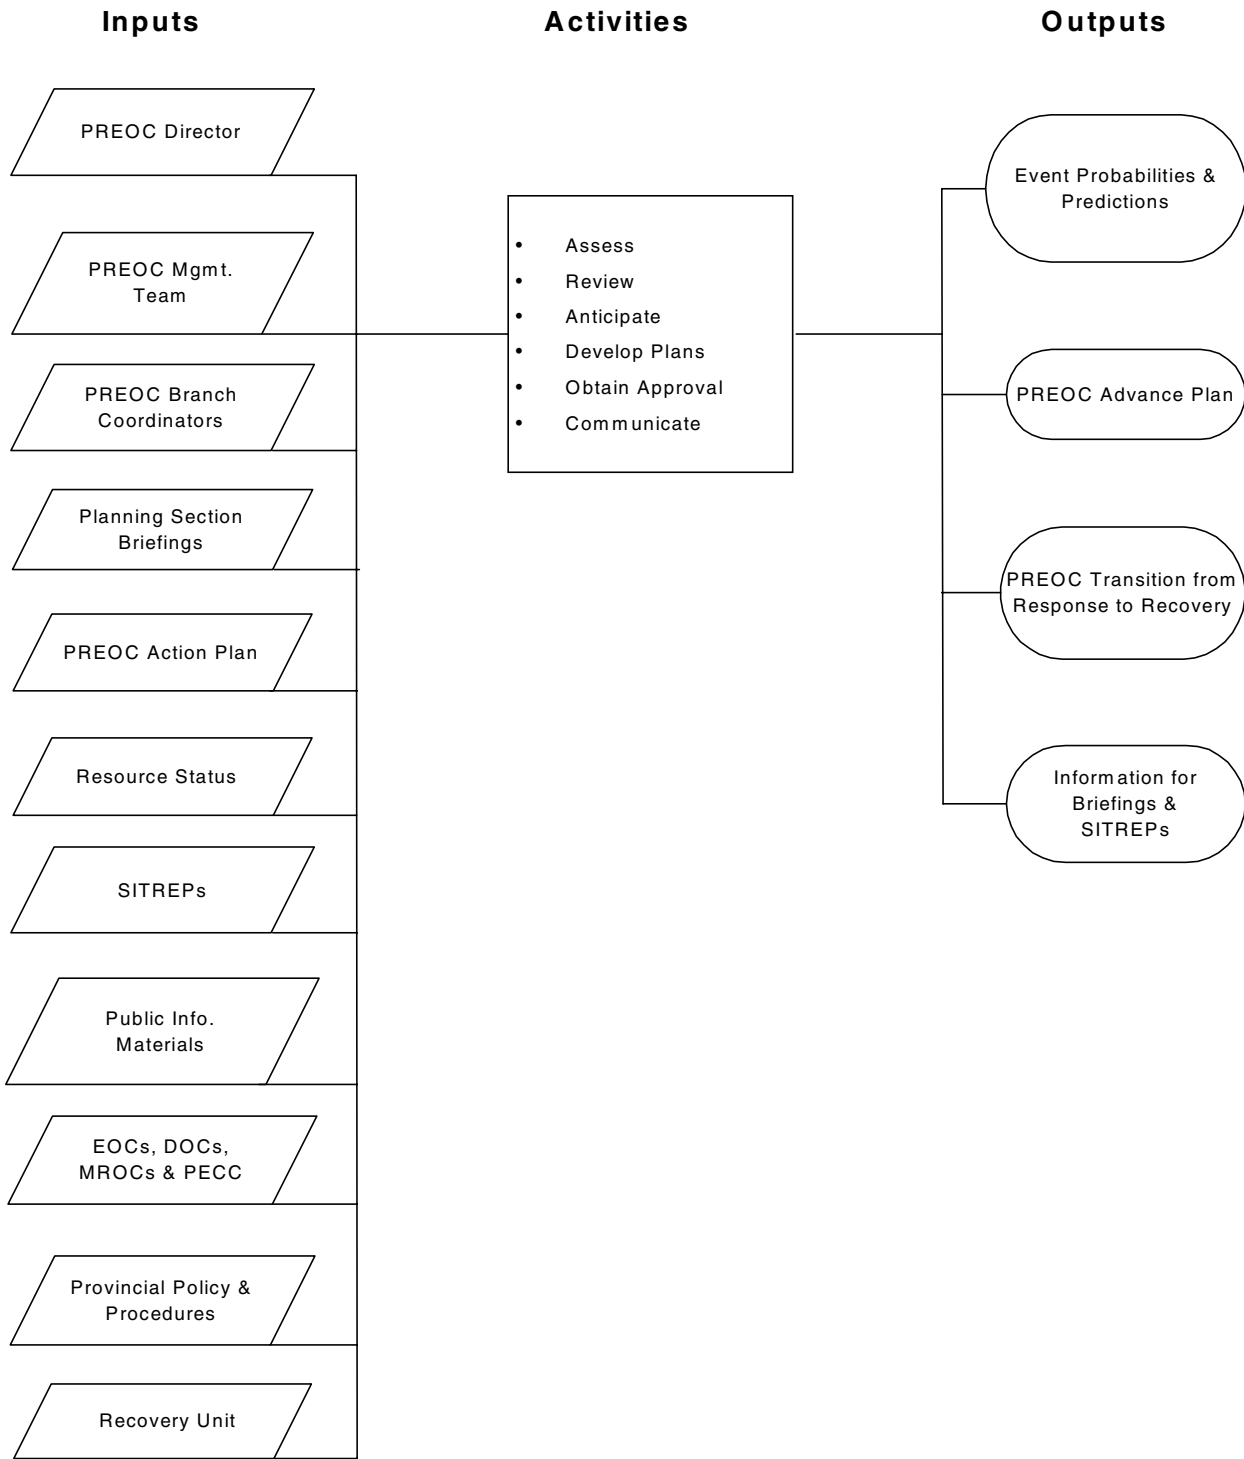 Inputs
Activities
Outputs
PREOC Director
PREOC Mgmt.
Team
PREOC Branch
Coordinators
Planning Section
Briefings
PREOC Action Plan
Resource Status
SITREPs
Public Info.
Materials
EOCs, DOCs,
MROCs & PECC
Provincial Policy &
Procedures
Recovery Unit
• Assess
• Review
• Anticipate
• Develop Plans
• Obtain Approval
• Communicate
Event Probabilities &
Predictions
PREOC Advance Plan
PREOC Transition from
Response to Recovery
Information for
Briefings &
SITREPs